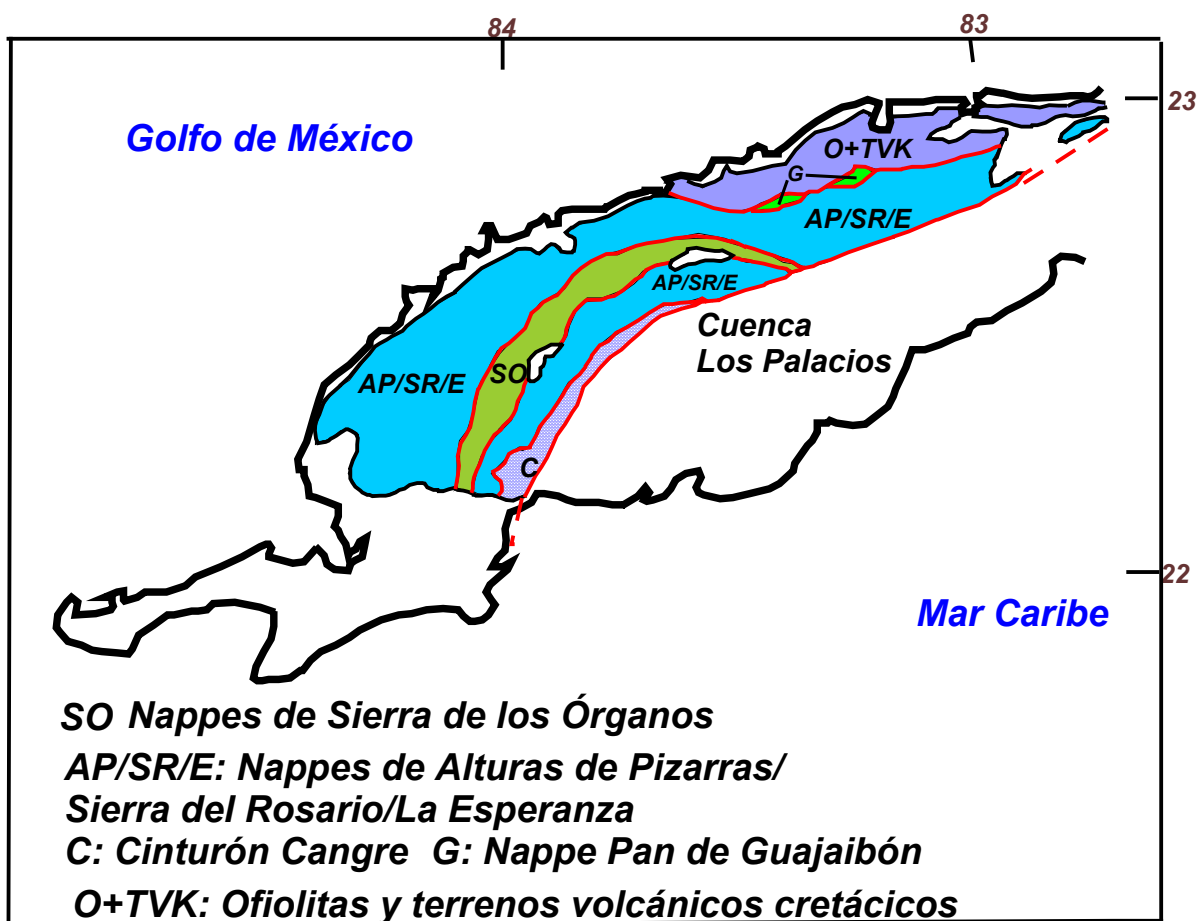 84
83
23
Golfo de México
O+TVK
G
AP/SR/E
AP/SR/E
Cuenca
Los Palacios
SO
AP/SR/E
C
22
Mar Caribe
SO Nappes de Sierra de los Órganos
AP/SR/E: Nappes de Alturas de Pizarras/
Sierra del Rosario/La Esperanza
C: Cinturón Cangre G: Nappe Pan de Guajaibón
O+TVK: Ofiolitas y terrenos volcánicos cretácicos